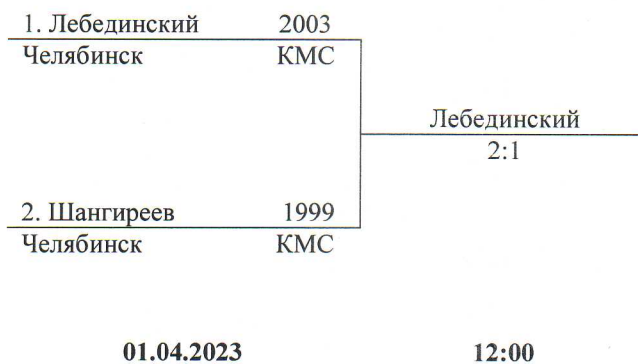 1. Лебединский 2003
Челябинск КМС
Лебединский
2:1
2. Шангиреев 1999
Челябинск КМС
01.04.2023 12:00